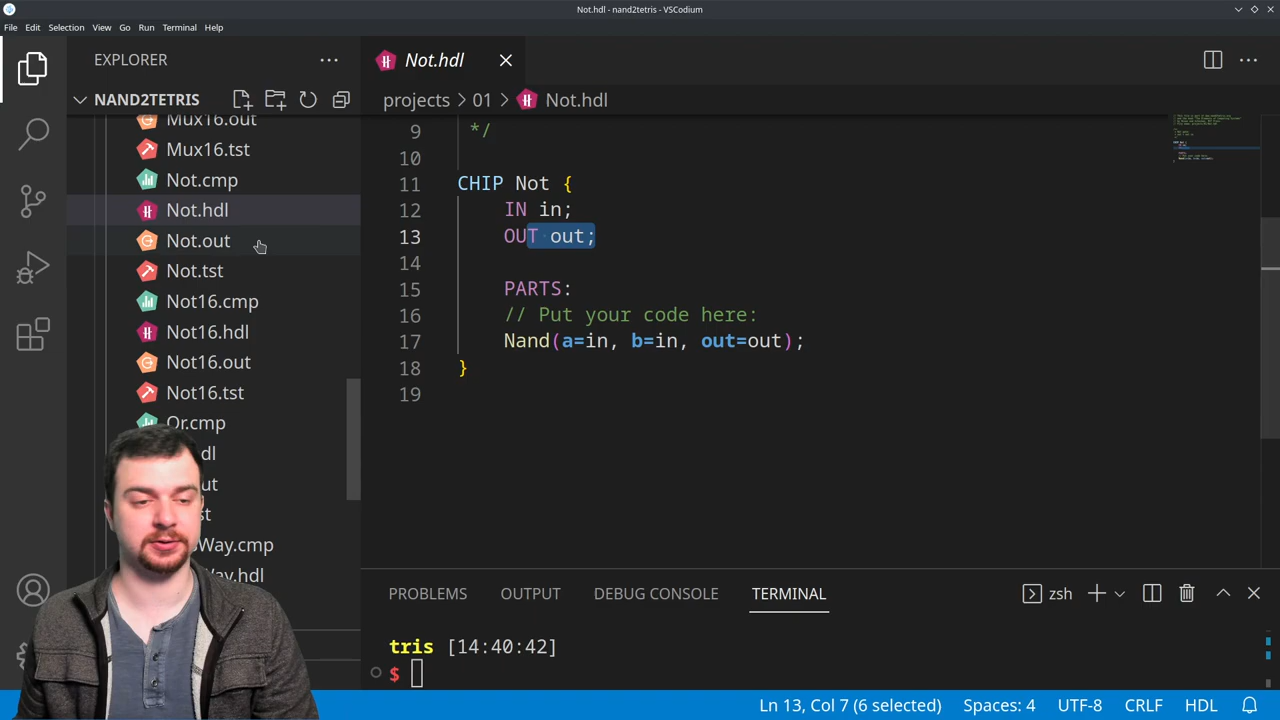 Not.hdl - nand2tetris - VSCodium
File Edit Selection View Go Run Terminal Help
EXPLORER
NAND2TETRIS
Mux16.out
Mux16.tst
Not.cmp
Not.hdl
Not.out
Not.tst
Not16.cmp
Not16.hdl
Not16.out
Not16.tst
Or.cmp
Not.hdl
projects > 01 > Not.hdl
9 */
10
11 CHIP Not {
12 IN in;
13 OUT out;
14
15 PARTS:
16 // Put your code here:
17 Nand(a=in, b=in, out=out);
18 }
19
PROBLEMS OUTPUT DEBUG CONSOLE TERMINAL
zsh
tris [14:40:42]
$
Ln 13, Col 7 (6 selected) Spaces: 4 UTF-8 CRLF HDL